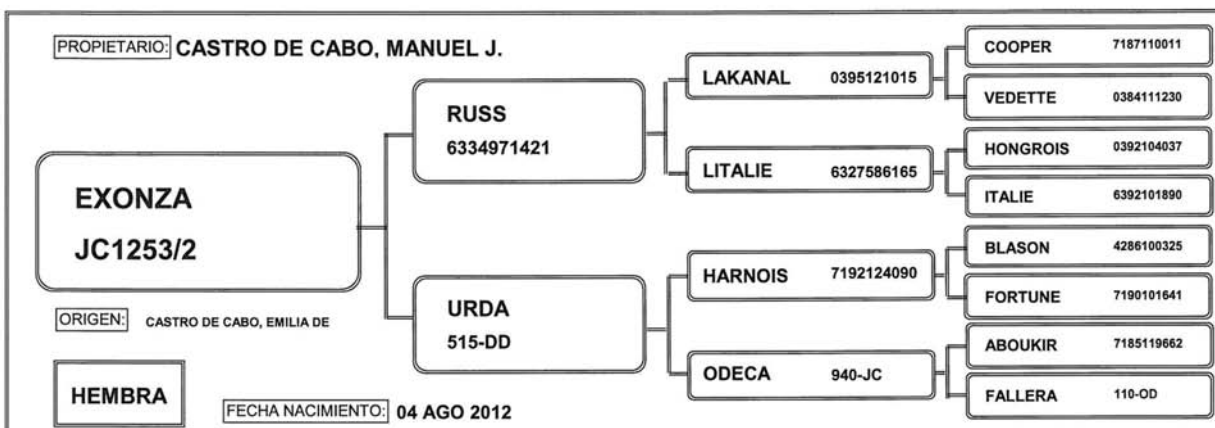 PROPIETARIO: CASTRO DE CABO, MANUEL J.
EXONZA
JC1253/2
ORIGEN: CASTRO DE CABO, EMILIA DE
HEMBRA
FECHA NACIMIENTO: 04 AGO 2012
RUSS
6334971421
URDA
515-DD
LAKANAL 0395121015
LITALIE 6327586165
HARNOIS 7192124090
ODECA 940-JC
COOPER 7187110011
VEDETTE 0384111230
HONGROIS 0392104037
ITALIE 6392101890
BLASON 4286100325
FORTUNE 7190101641
ABOUKIR 7185119662
FALLERA 110-OD